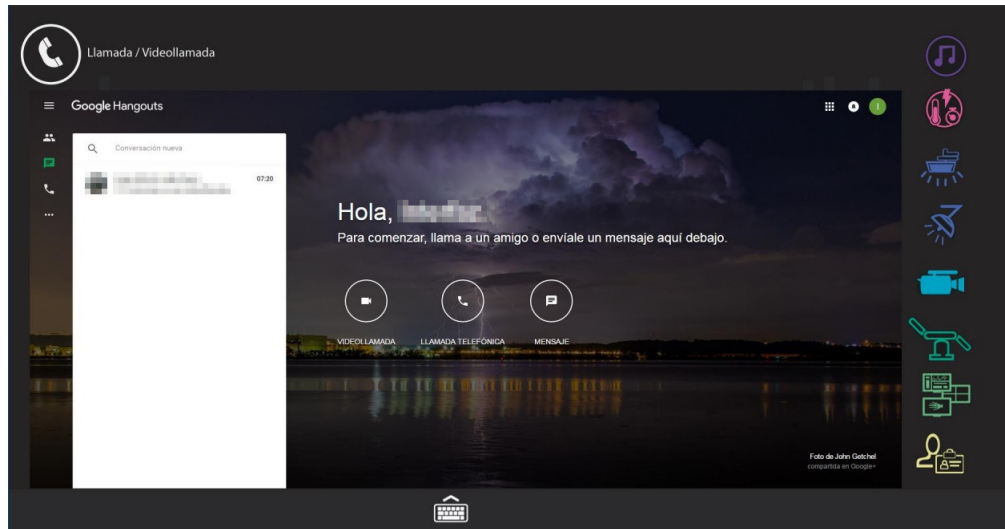 Llamada / Videollamada
Google Hangouts
Conversación nueva
07:20
Hola,
Para comenzar, llama a un amigo o envíale un mensaje aquí debajo.
VIDEOLLAMADA LLAMADA TELEFÓNICA MENSAJE
Foto de John Getchel
compartida en Google+